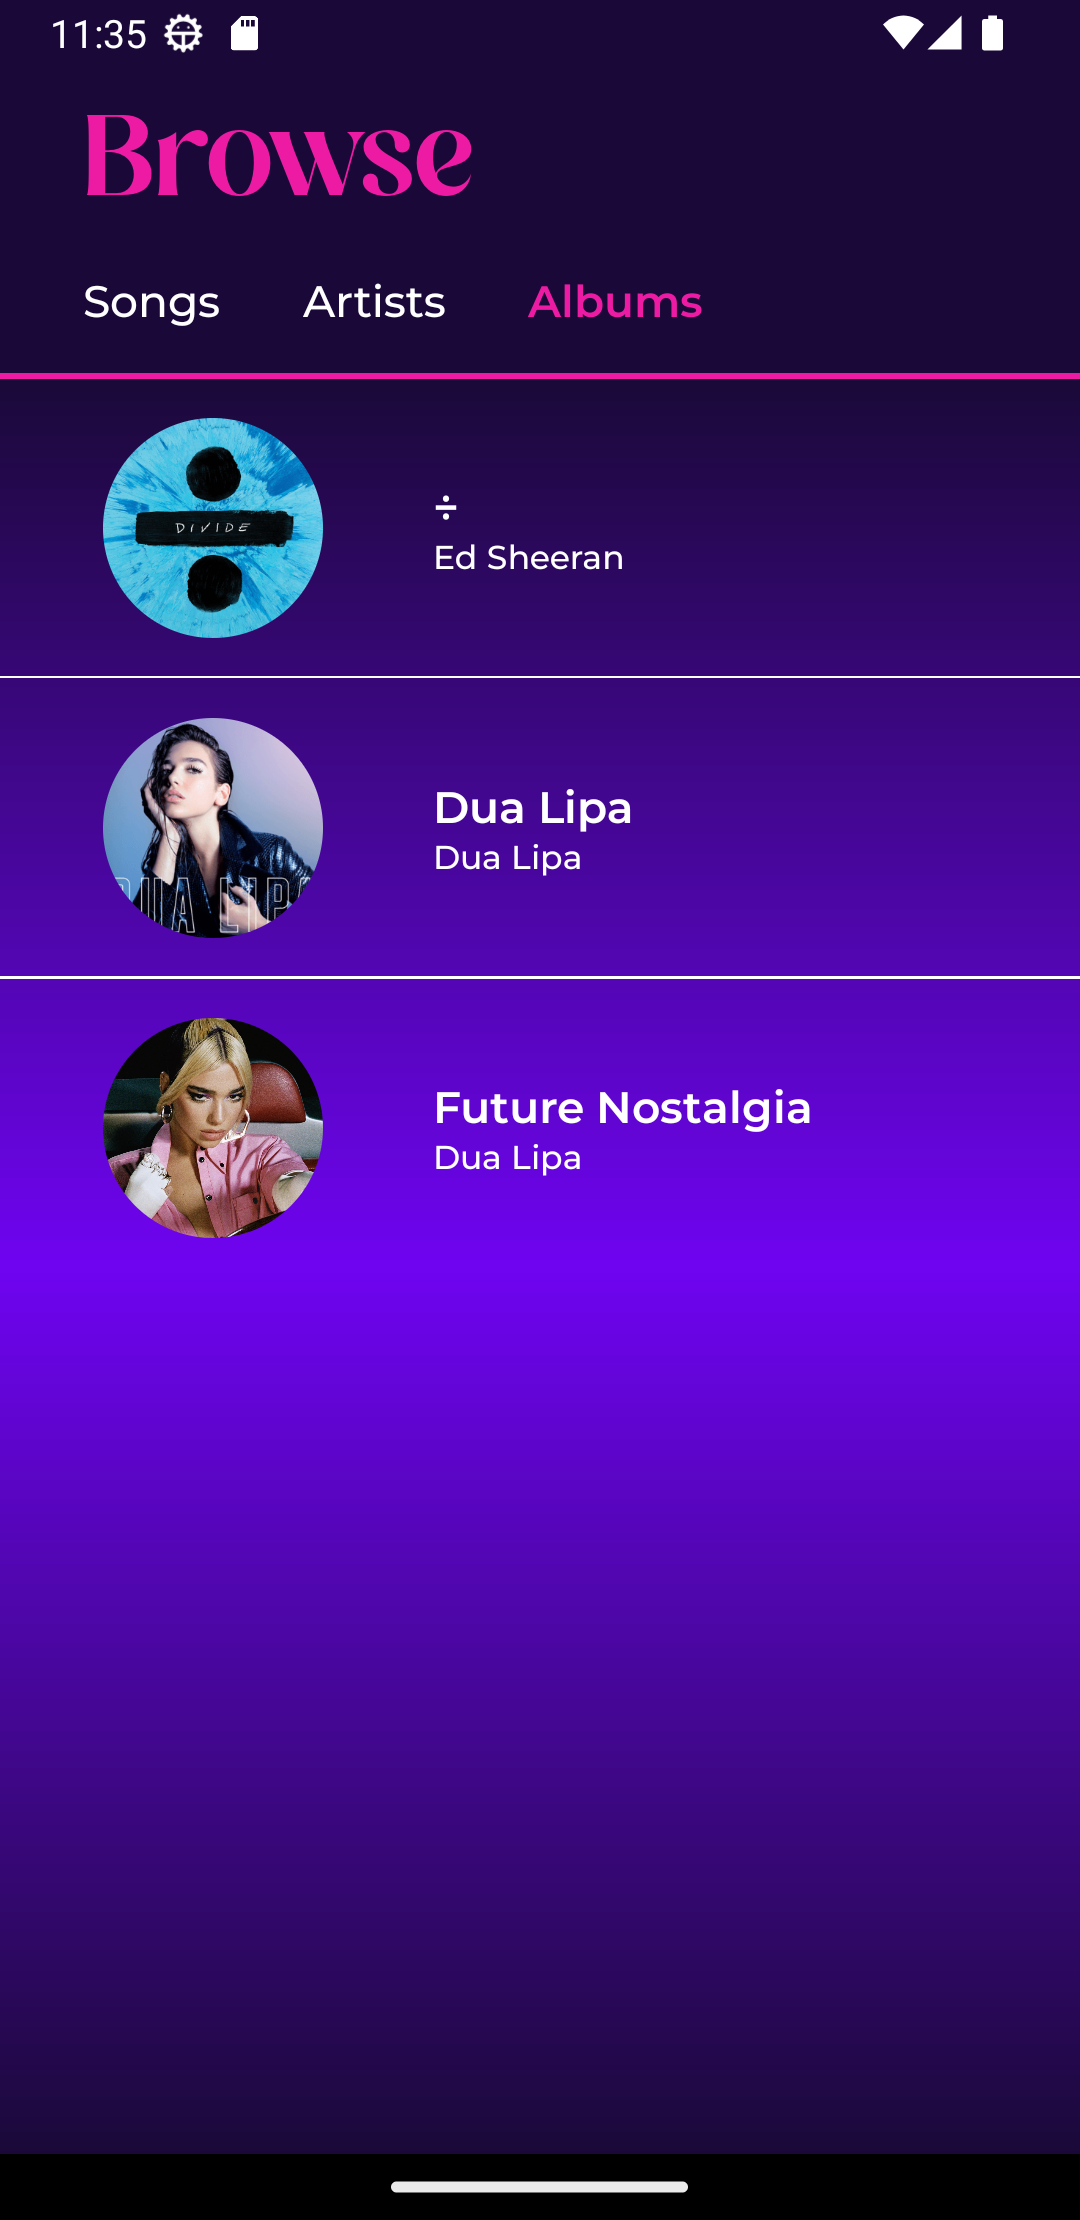 11:35
Browse
Songs Artists Albums
DIVIDE
÷
Ed Sheeran
DUA LIPA
Dua Lipa
Dua Lipa
Future Nostalgia
Dua Lipa